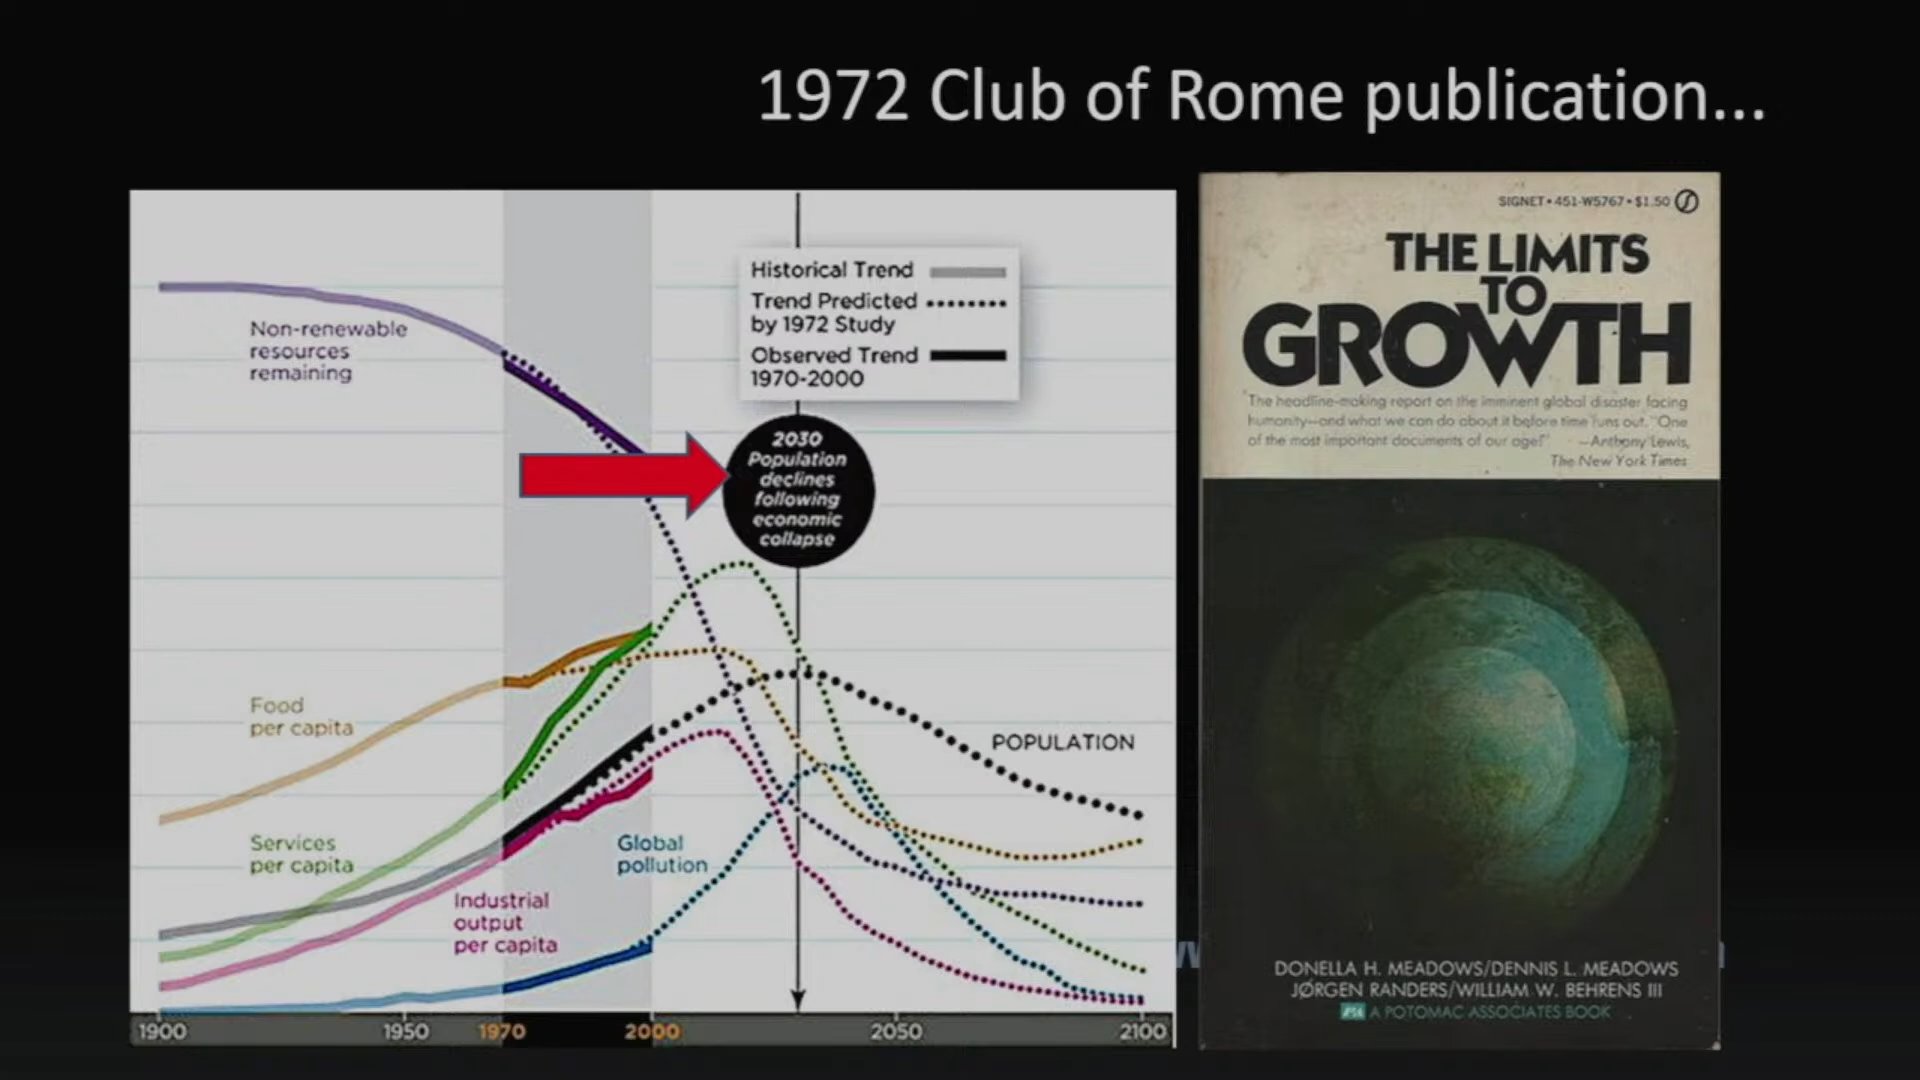 1972 Club of Rome publication...
Historical Trend
Trend Predicted
by 1972 Study
Observed Trend
1970-2000
2030
Population
declines
following
economic
collapse
Non-renewable
resources
remaining
Food
per capita
Services
per capita
Industrial
output
per capita
Global
pollution
POPULATION
1900
1950
1970
2000
2050
2100
SIGNET • 451-W5767 • $1.50
THE LIMITS
TO
GROWTH
"The headline-making report on the imminent global disaster facing
humanity—and what we can do about it before time runs out. "One
of the most important documents of our age!" —Anthony Lewis,
The New York Times
DONELLA H. MEADOWS/DENNIS L. MEADOWS
JØRGEN RANDERS/WILLIAM W. BEHRENS III
A POTOMAC ASSOCIATES BOOK